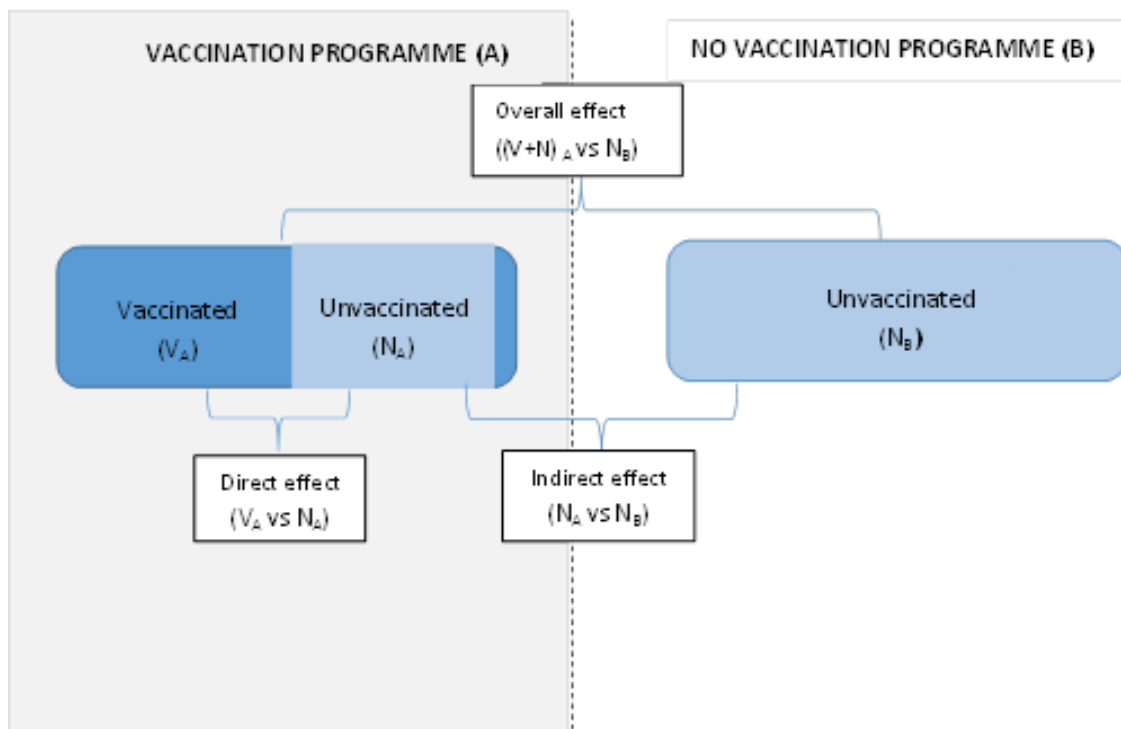 VACCINATION PROGRAMME (A)
NO VACCINATION PROGRAMME (B)
Overall effect
((V+N) A vs NB)
Vaccinated
(VA)
Unvaccinated
(NA)
Unvaccinated
(NB)
Direct effect
(VA vs NA)
Indirect effect
(NA vs NB)